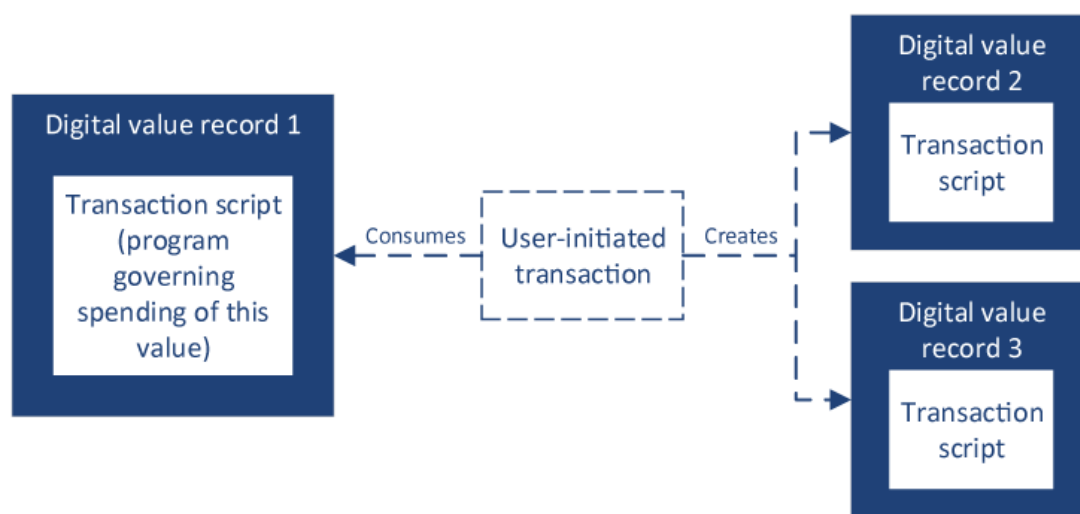 Digital value record 1
Transaction script
(program
governing
spending of this
value)
Consumes
User-initiated
transaction
Creates
Digital value
record 2
Transaction
script
Digital value
record 3
Transaction
script